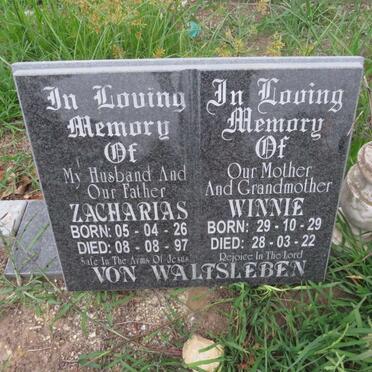 In Loving
Memory
Of
My Husband And
Our Father
ZACHARIAS
BORN: 05 - 04 - 26
DIED: 08 - 08 - 97
Safe In The Arms Of Jesus
In Loving
Memory
Of
Our Mother
And Grandmother
WINNIE
BORN: 29 - 10 - 29
DIED: 28 - 03 - 22
Rejoice In The Lord
VON WALTSLEBEN